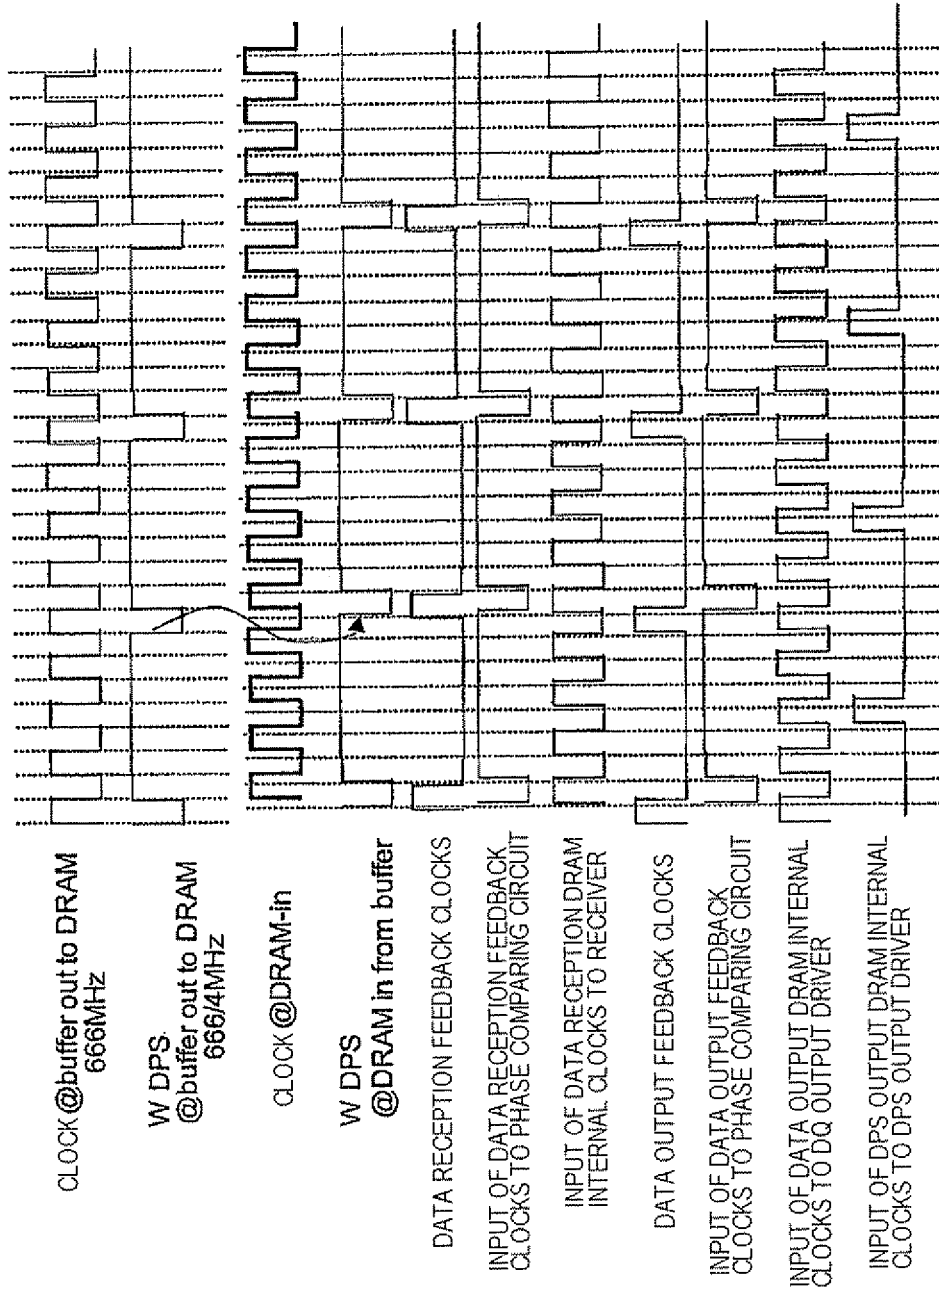 CLOCK @buffer out to DRAM
666MHz
W DPS
@buffer out to DRAM
666/4MHz
CLOCK @DRAM-in
W DPS
@DRAM in from buffer
DATA RECEPTION FEEDBACK CLOCKS
INPUT OF DATA RECEPTION FEEDBACK
CLOCKS TO PHASE COMPARING CIRCUIT
INPUT OF DATA RECEPTION DRAM
INTERNAL CLOCKS TO RECEIVER
DATA OUTPUT FEEDBACK CLOCKS
INPUT OF DATA OUTPUT FEEDBACK
CLOCKS TO PHASE COMPARING CIRCUIT
INPUT OF DATA OUTPUT DRAM INTERNAL
CLOCKS TO DQ OUTPUT DRIVER
INPUT OF DPS OUTPUT DRAM INTERNAL
CLOCKS TO DPS OUTPUT DRIVER